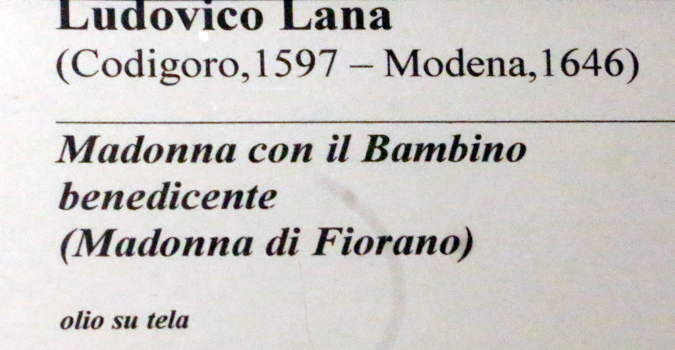 Ludovico Lana
(Codigoro,1597 – Modena,1646)
Madonna con il Bambino
benedicente
(Madonna di Fiorano)
olio su tela